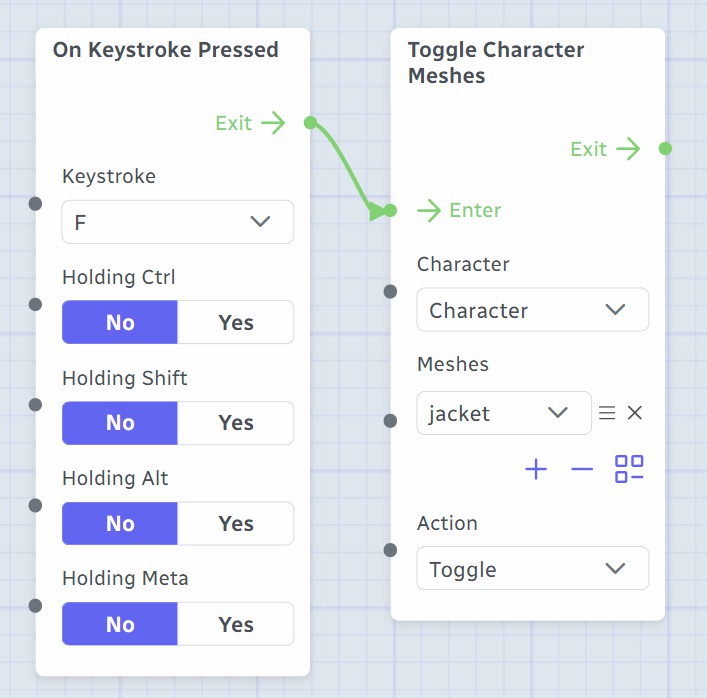 On Keystroke Pressed
Exit
Keystroke
F
Holding Ctrl
No Yes
Holding Shift
No Yes
Holding Alt
No Yes
Holding Meta
No Yes
Toggle Character
Meshes
Exit
Enter
Character
Character
Meshes
jacket
Action
Toggle